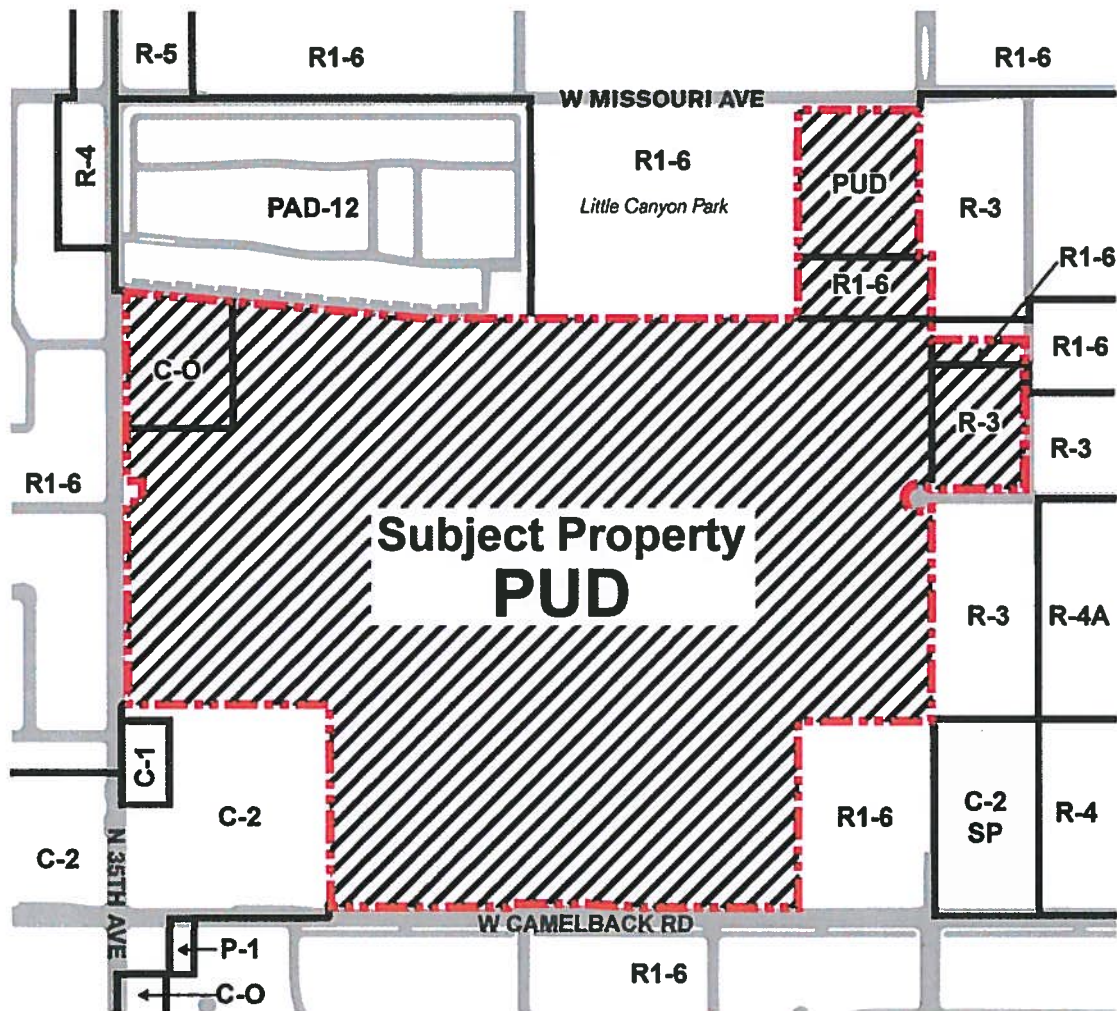 R-5
R1-6
R1-6
W MISSOURI AVE
R-4
R1-6
PUD
PAD-12
Little Canyon Park
R-3
R1-6
R1-6
R1-6
C-O
R-3
R-3
R1-6
Subject Property
PUD
R-3
R-4A
C-1
C-2
R1-6
C-2
SP
R-4
C-2
N 35TH AVE
W CAMELBACK RD
P-1
R1-6
C-O